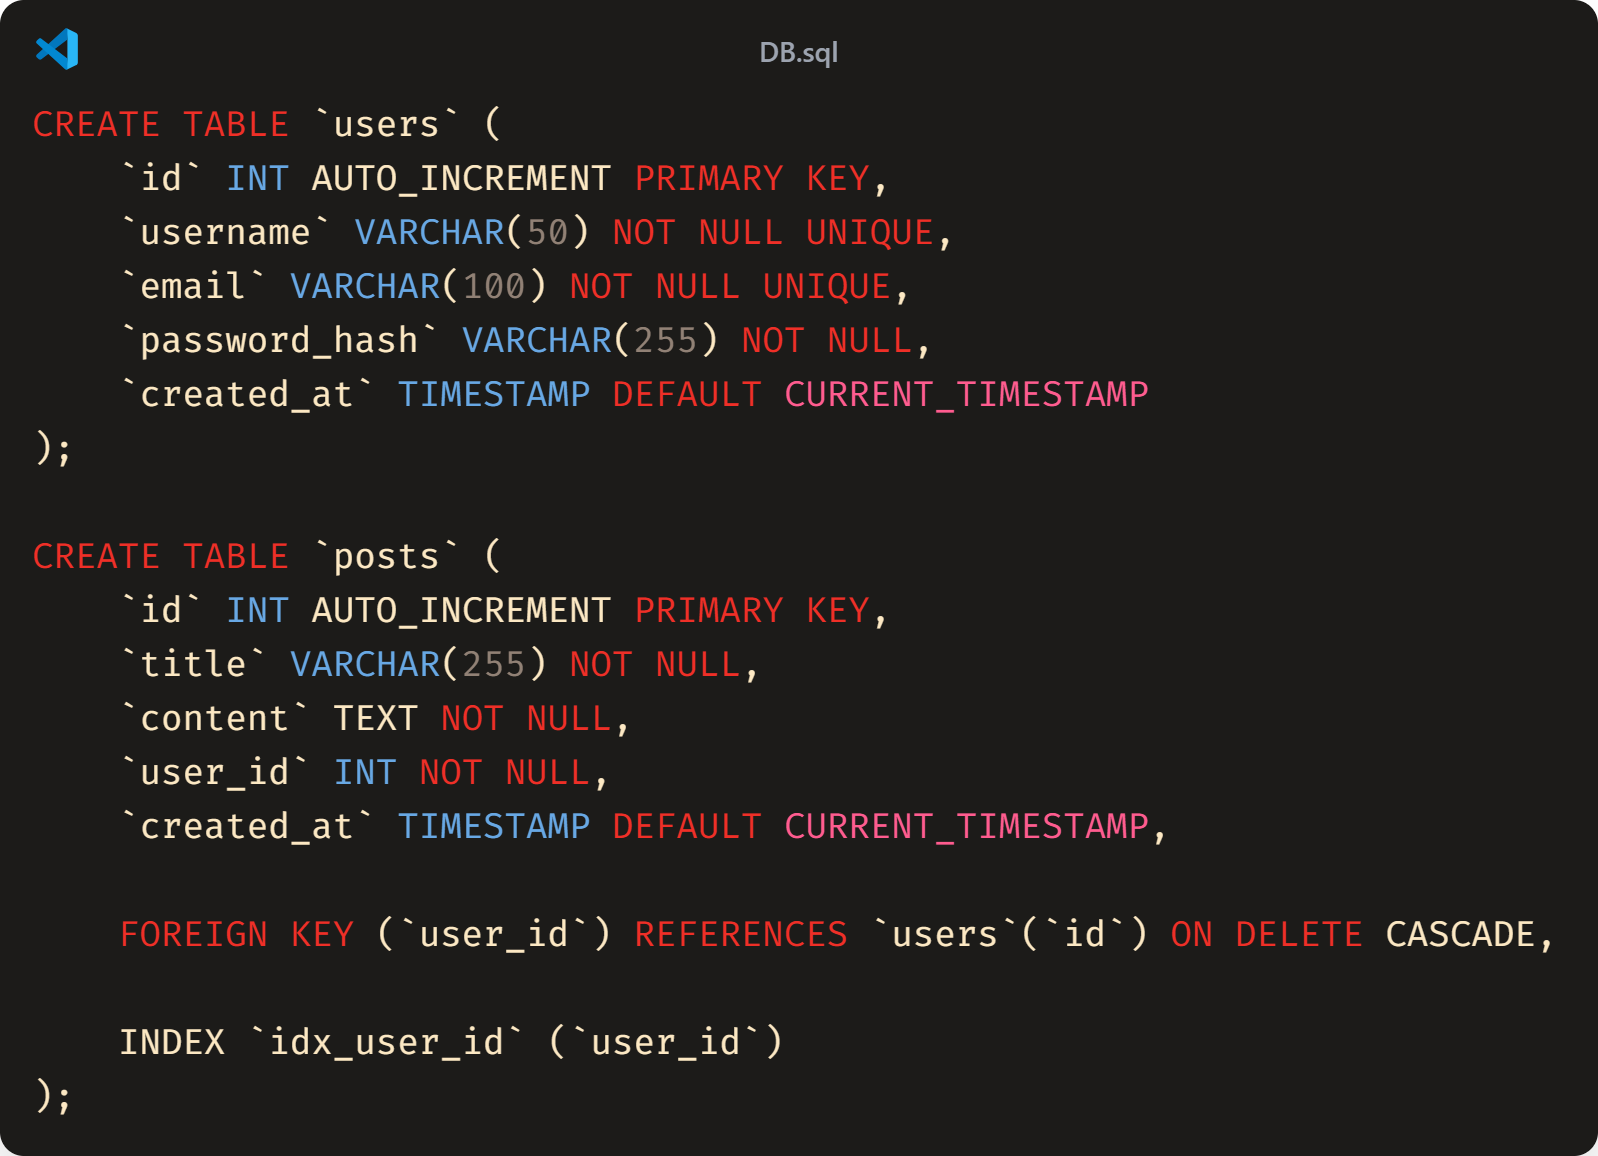 DB.sql
CREATE TABLE `users` (
    `id` INT AUTO_INCREMENT PRIMARY KEY,
    `username` VARCHAR(50) NOT NULL UNIQUE,
    `email` VARCHAR(100) NOT NULL UNIQUE,
    `password_hash` VARCHAR(255) NOT NULL,
    `created_at` TIMESTAMP DEFAULT CURRENT_TIMESTAMP
);
CREATE TABLE `posts` (
    `id` INT AUTO_INCREMENT PRIMARY KEY,
    `title` VARCHAR(255) NOT NULL,
    `content` TEXT NOT NULL,
    `user_id` INT NOT NULL,
    `created_at` TIMESTAMP DEFAULT CURRENT_TIMESTAMP,
    FOREIGN KEY (`user_id`) REFERENCES `users`(`id`) ON DELETE CASCADE,
    INDEX `idx_user_id` (`user_id`)
);